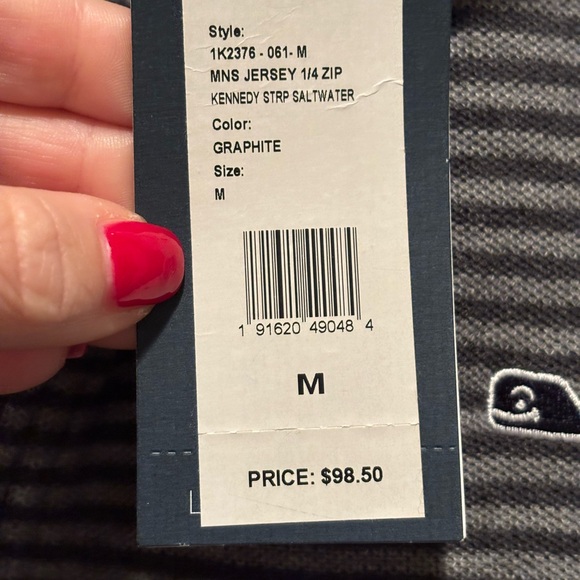 Style:
1K2376 - 061- M
MNS JERSEY 1/4 ZIP
KENNEDY STRP SALTWATER
Color:
GRAPHITE
Size:
M
1 91620 49048 4
M
PRICE: $98.50